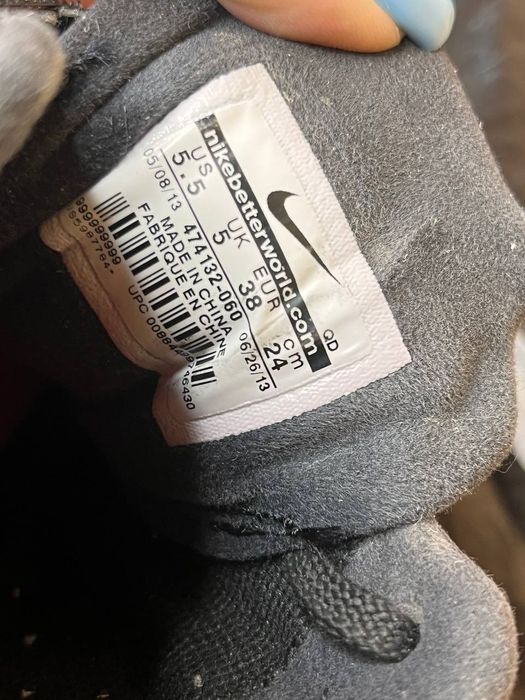 QD
nikebetterworld.com
US UK EUR cm
5.5 5 38 24
05/08/13 474132-060 06/26/13
MADE IN CHINA
FABRIQUE EN CHINE